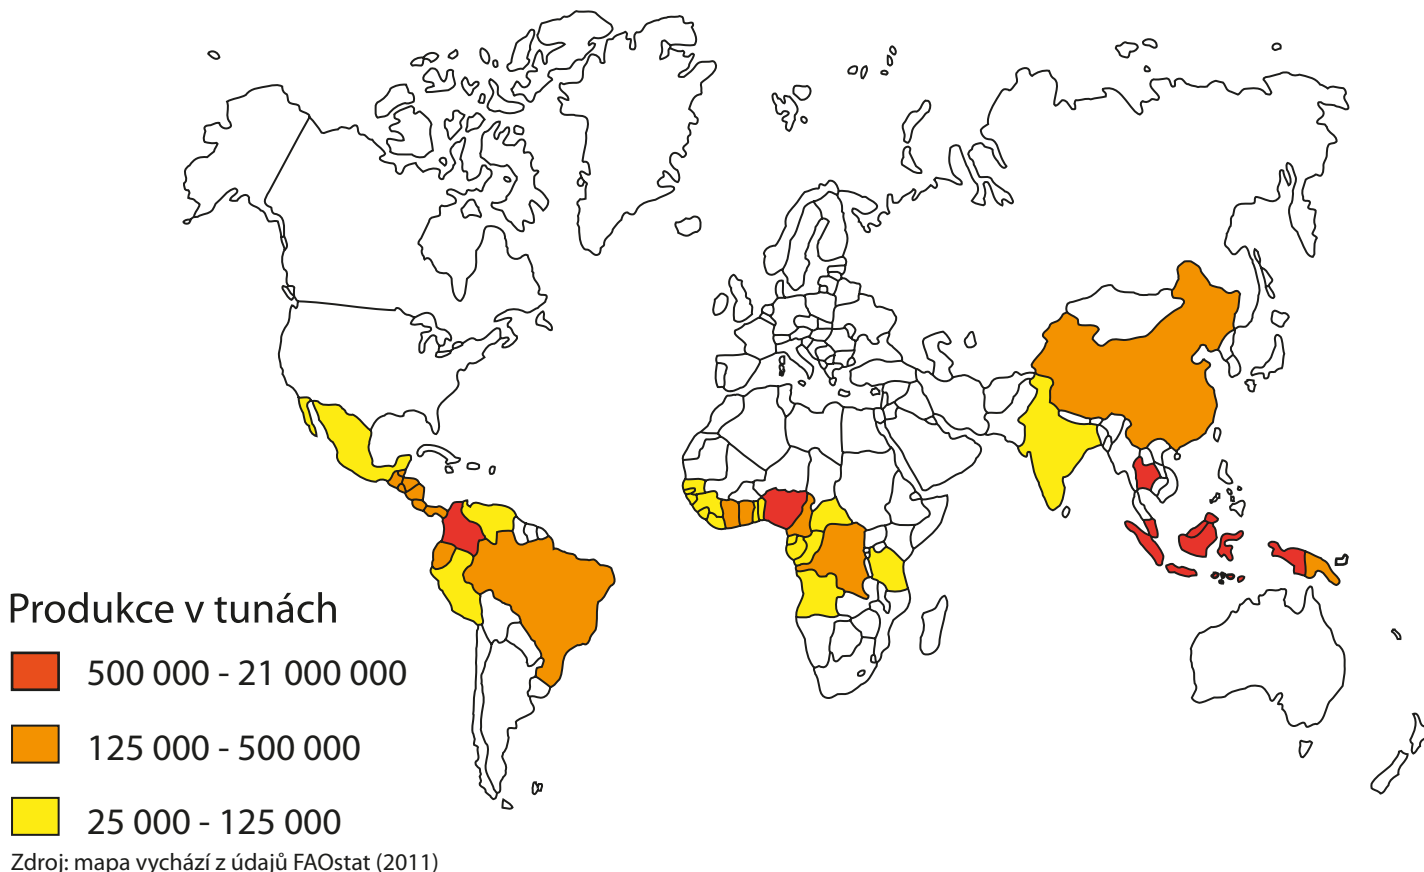 Produkce v tunách
500 000 - 21 000 000
125 000 - 500 000
25 000 - 125 000
Zdroj: mapa vychází z údajů FAOstat (2011)